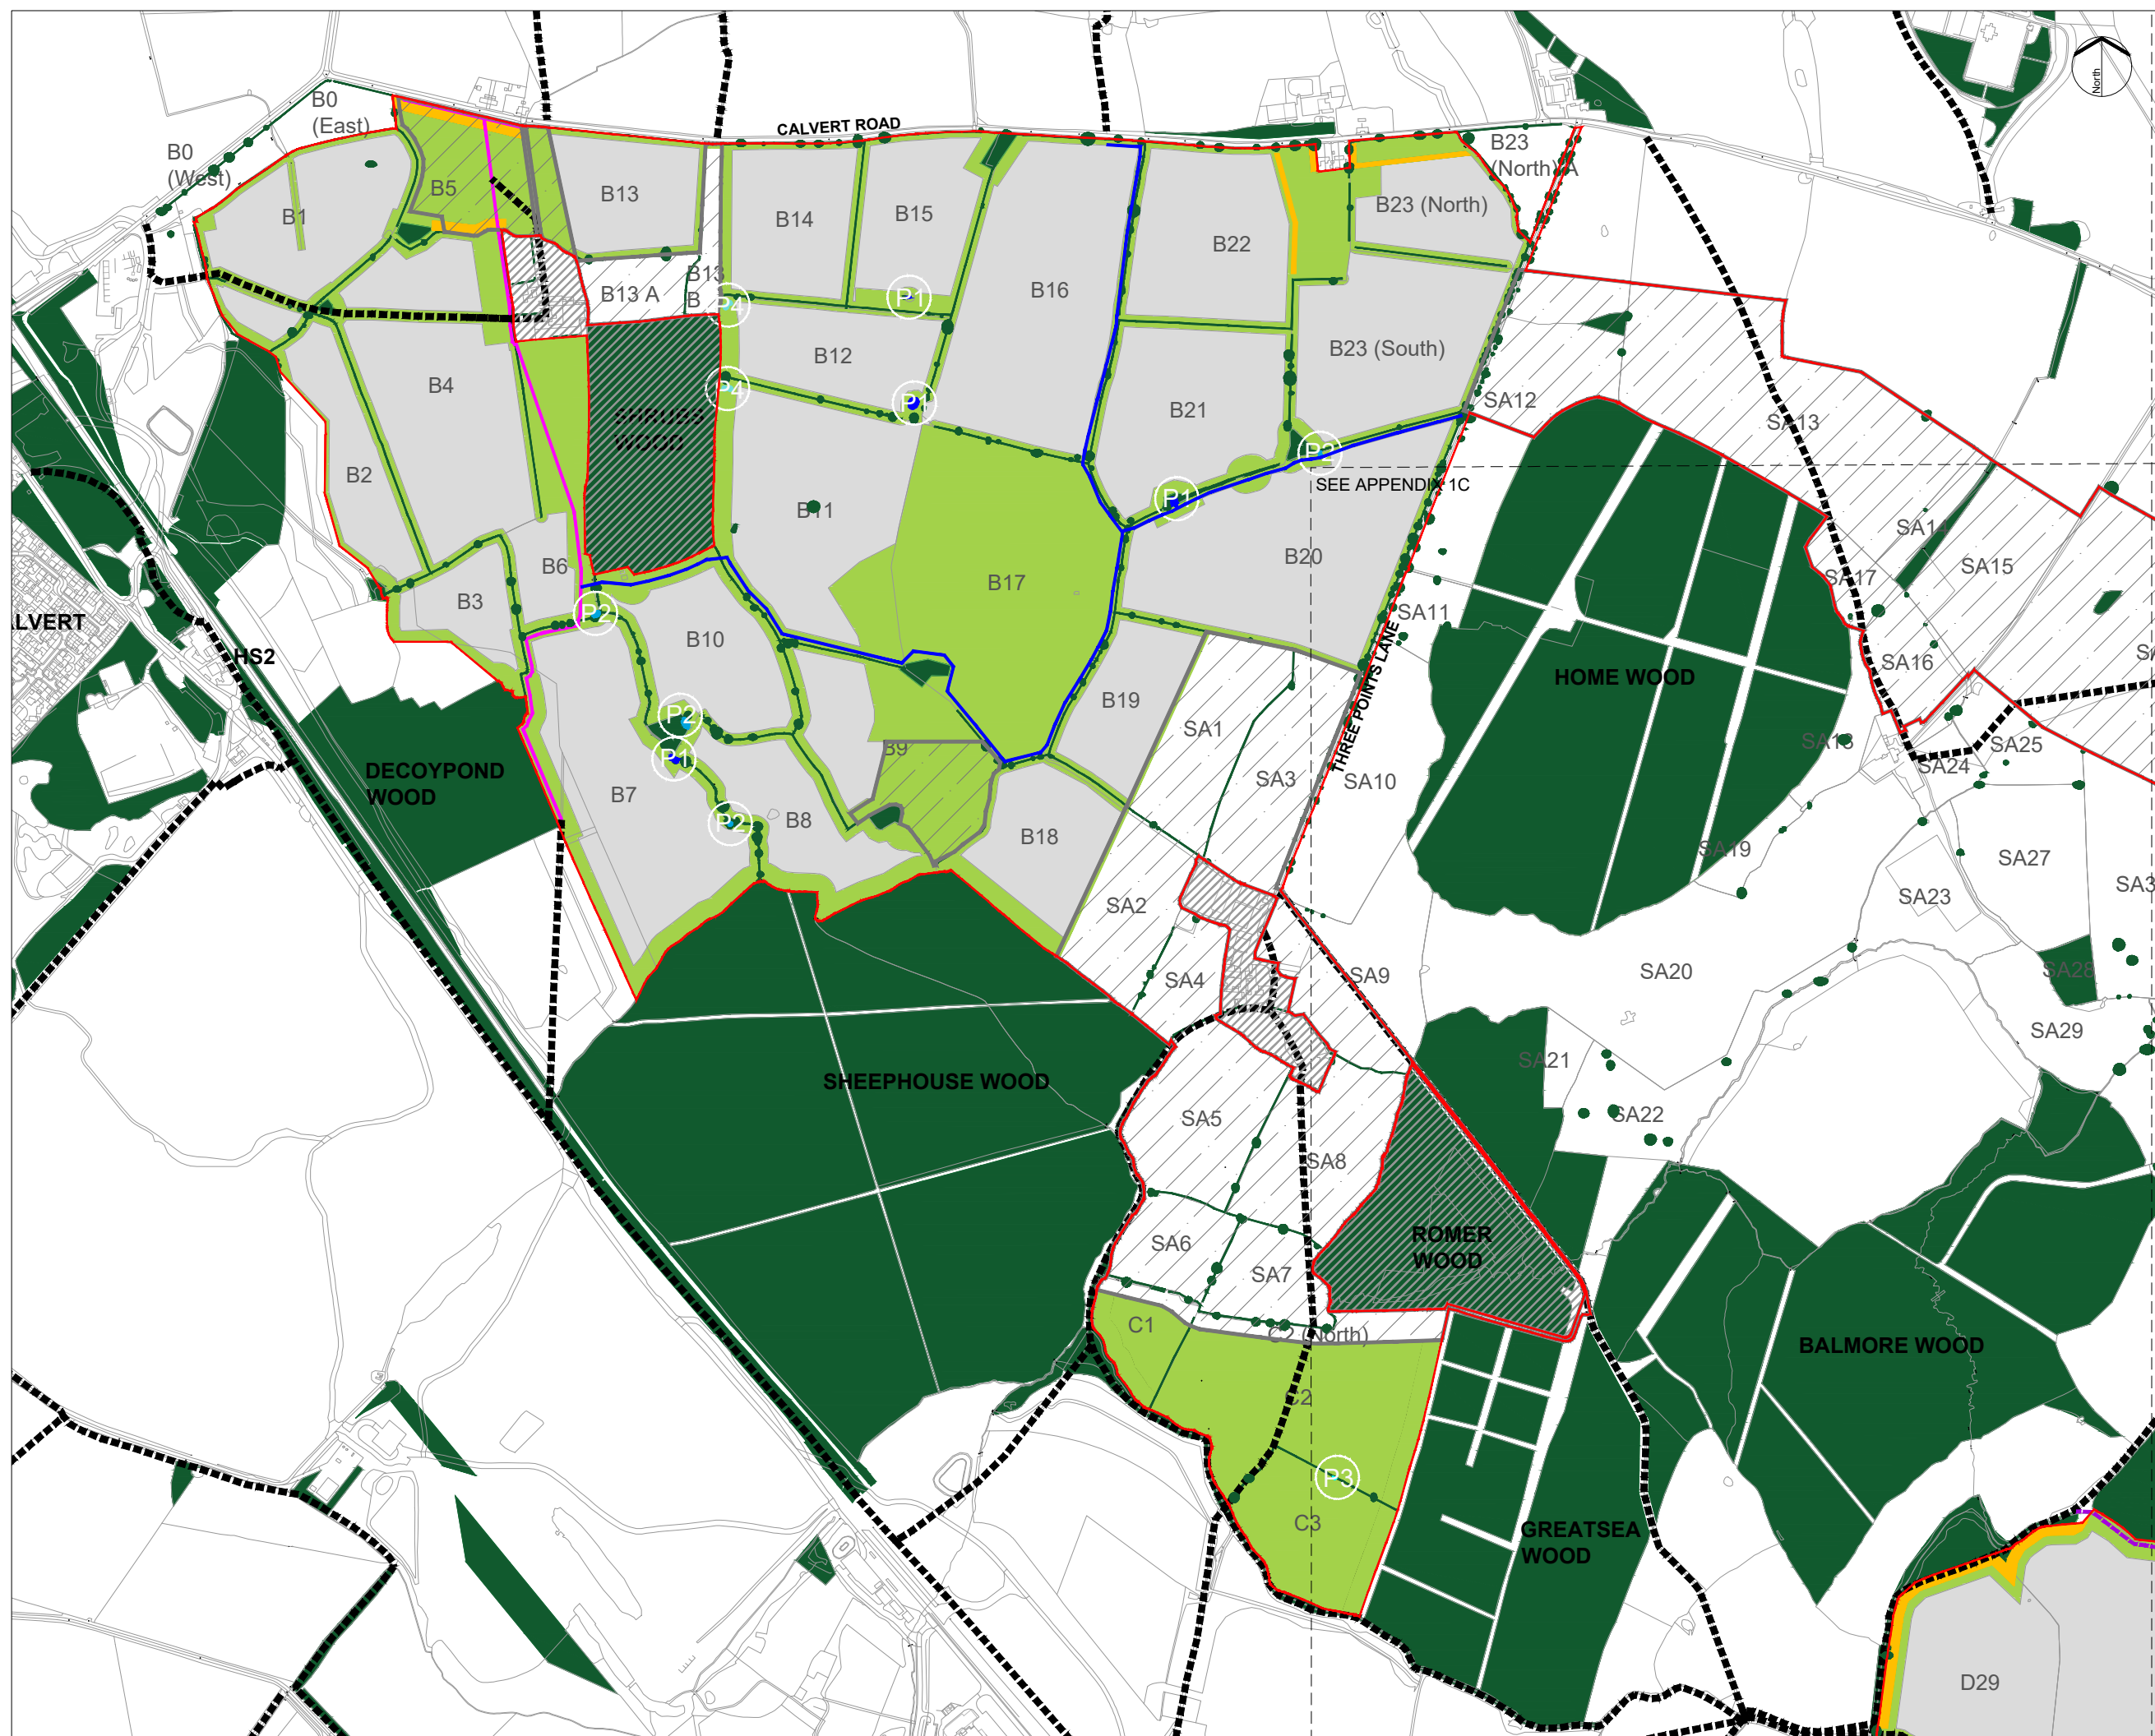 North
B0
(East)
B0
(West)
CALVERT ROAD
B23
(North) A
B5
B1
B13
B14
B15
B22
B23 (North)
B13 A
B13
B
P4
P1
B16
B4
B12
B23 (South)
P4
P1
B21
SA12
SA13
SHRUBS
WOOD
B2
P2
SEE APPENDIX 1C
P1
B11
SA14
SA15
B20
B6
B17
SA17
B3
P2
SA11
ALVERT
HS2
B10
THREE POINTS LANE
HOME WOOD
SA16
B19
P2
SA1
B9
P1
SA25
SA24
DECOYPOND
WOOD
B7
SA3
SA10
P2
B8
B18
SA19
SA27
SA23
SA2
SA4
SA9
SA20
SA28
SA29
SHEEPHOUSE WOOD
SA21
SA5
SA22
SA8
ROMER
WOOD
SA6
SA7
C1
C2 (North)
BALMORE WOOD
C2
P3
C3
GREATSEA
WOOD
D29